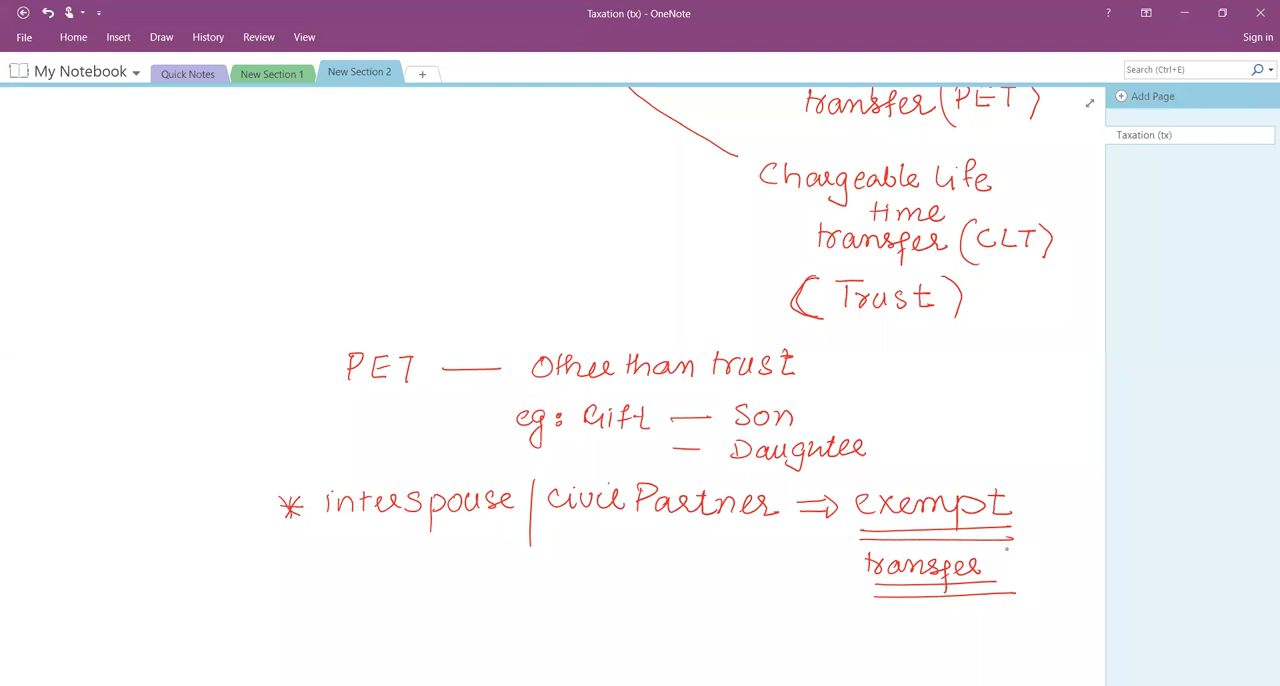 Taxation (tx) - OneNote
?
File Home Insert Draw History Review View
Sign in
My Notebook Quick Notes New Section 1 New Section 2 +
Search (Ctrl+E)
Add Page
Taxation (tx)
transfer (PET)
Chargeable life
time
transfer (CLT)
(Trust)
PET — Other than trust
eg: Gift — Son
— Daughter
* interspouse / civil Partner ⇒ exempt
transfer